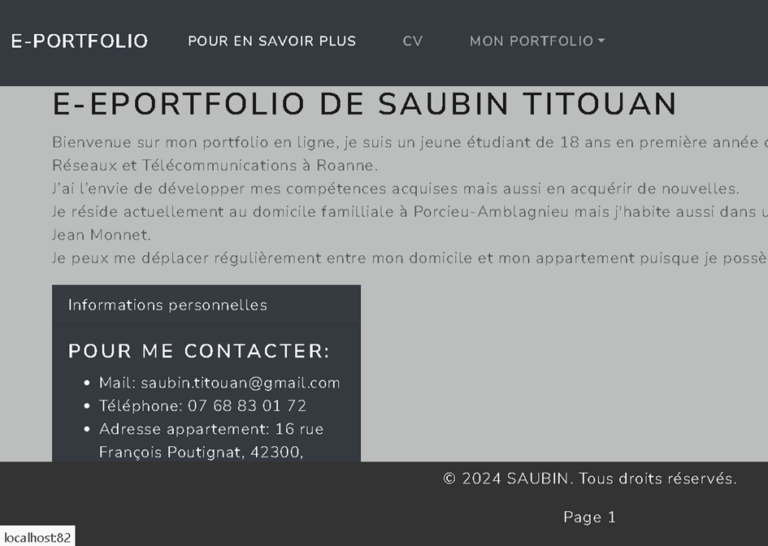 E-PORTFOLIO POUR EN SAVOIR PLUS CV MON PORTFOLIO
E-EPORTFOLIO DE SAUBIN TITOUAN
Bienvenue sur mon portfolio en ligne, je suis un jeune étudiant de 18 ans en première année
Réseaux et Télécommunications à Roanne.
J'ai l'envie de développer mes compétences acquises mais aussi en acquérir de nouvelles.
Je réside actuellement au domicile familliale à Porcieu-Amblagnieu mais j'habite aussi dans
Jean Monnet.
Je peux me déplacer régulièrement entre mon domicile et mon appartement puisque je possè
Informations personnelles
POUR ME CONTACTER:
• Mail: saubin.titouan@gmail.com
• Téléphone: 07 68 83 01 72
• Adresse appartement: 16 rue
François Poutignat, 42300,
© 2024 SAUBIN. Tous droits réservés.
Page 1
localhost:82